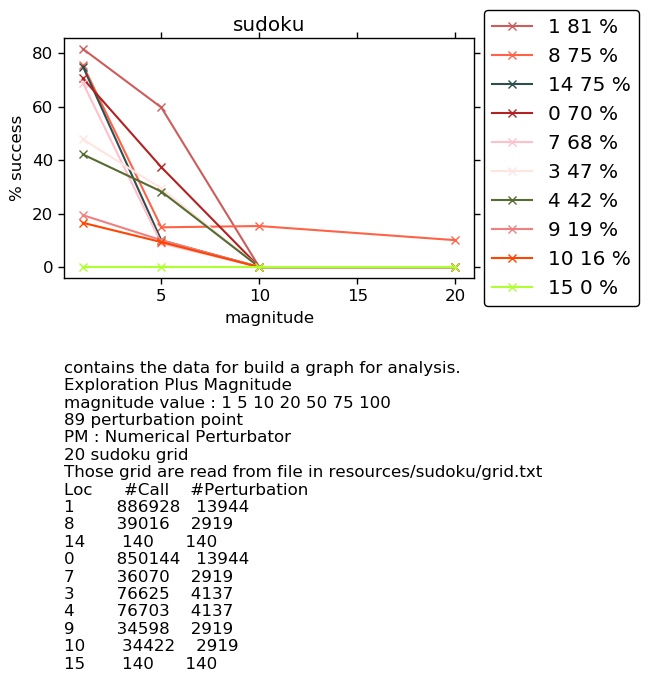 sudoku
80
60
40
20
0
% success
5
10
15
20
magnitude
1 81 %
8 75 %
14 75 %
0 70 %
7 68 %
3 47 %
4 42 %
9 19 %
10 16 %
15 0 %
contains the data for build a graph for analysis.
Exploration Plus Magnitude
magnitude value : 1 5 10 20 50 75 100
89 perturbation point
PM : Numerical Perturbator
20 sudoku grid
Those grid are read from file in resources/sudoku/grid.txt
Loc #Call #Perturbation
1 886928 13944
8 39016 2919
14 140 140
0 850144 13944
7 36070 2919
3 76625 4137
4 76703 4137
9 34598 2919
10 34422 2919
15 140 140